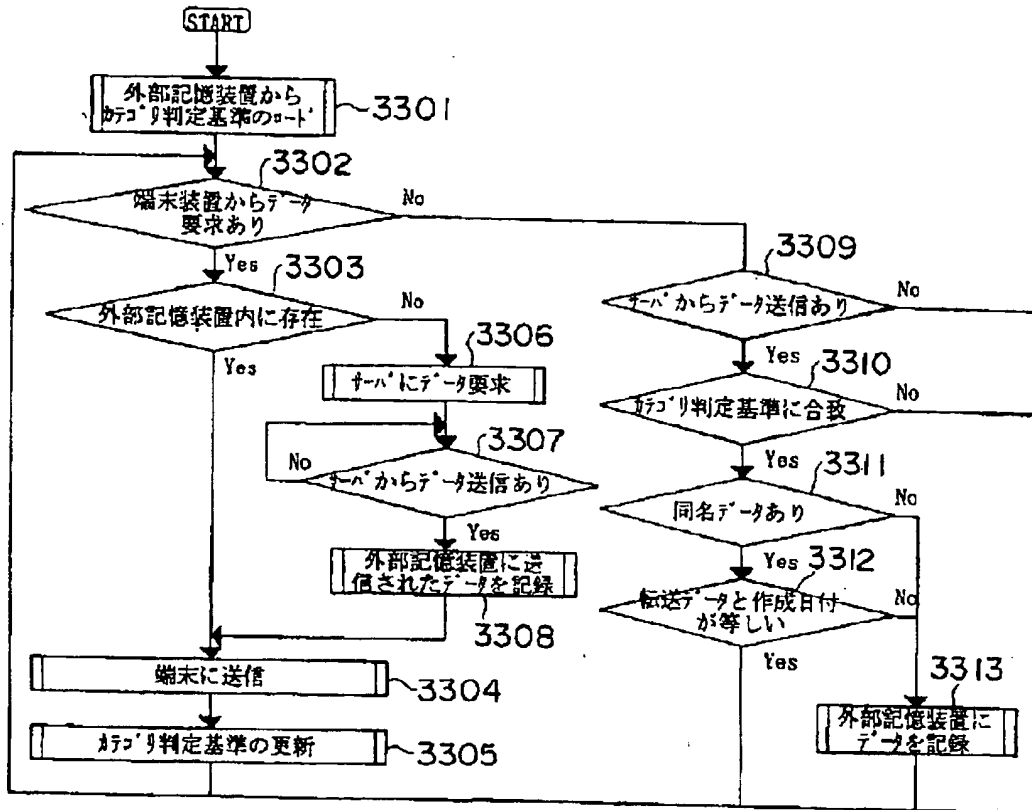 START
外部記憶装置から
ｶﾃｺﾞﾘ判定基準のﾛｰﾄﾞ
3301
3302
端末装置からデータ
要求あり
No
Yes
3303
外部記憶装置内に存在
No
Yes
3306
ｻｰﾊﾞにﾃﾞｰﾀ要求
3307
No
ｻｰﾊﾞからﾃﾞｰﾀ送信あり
Yes
外部記憶装置に送
信されたデータを記録
3308
端末に送信
3304
ｶﾃｺﾞﾘ判定基準の更新
3305
3309
ｻｰﾊﾞからﾃﾞｰﾀ送信あり
No
Yes
3310
ｶﾃｺﾞﾘ判定基準に合致
No
Yes
3311
同名データあり
No
Yes
3312
転送データと作成日付
が等しい
No
Yes
3313
外部記憶装置に
データを記録